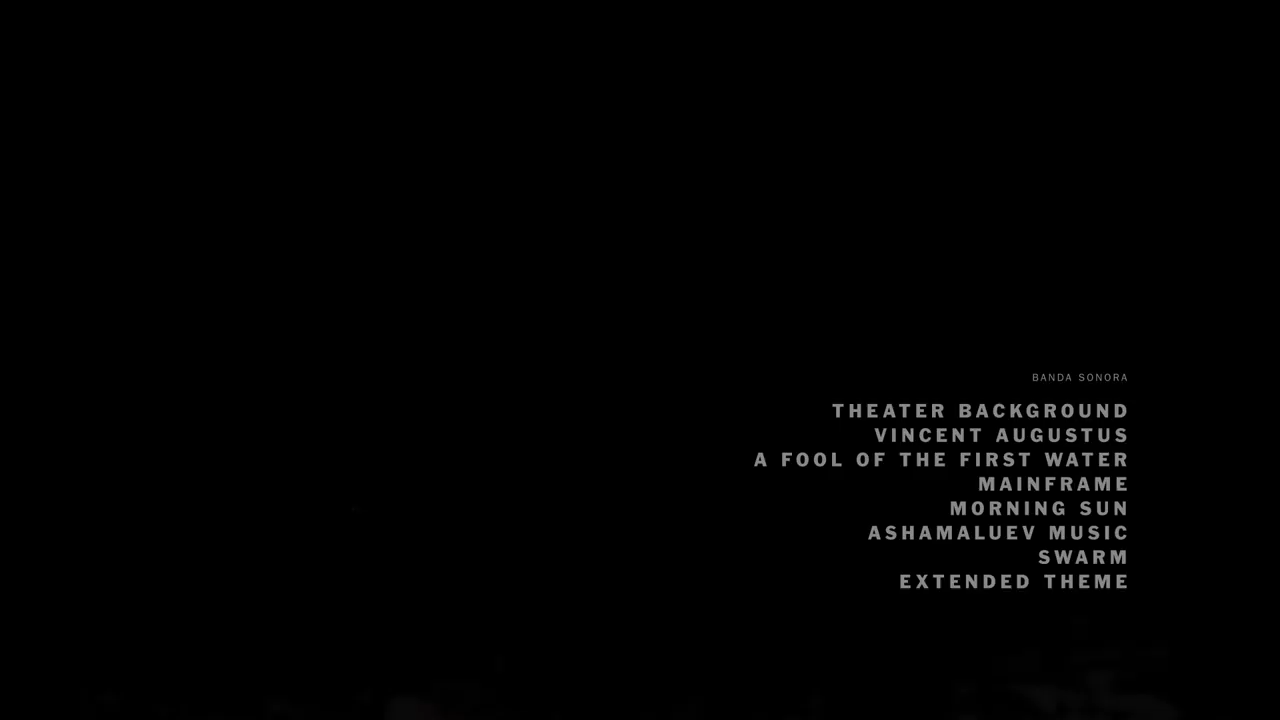 BANDA SONORA
THEATER BACKGROUND
VINCENT AUGUSTUS
A FOOL OF THE FIRST WATER
MAINFRAME
MORNING SUN
ASHAMALUEV MUSIC
SWARM
EXTENDED THEME